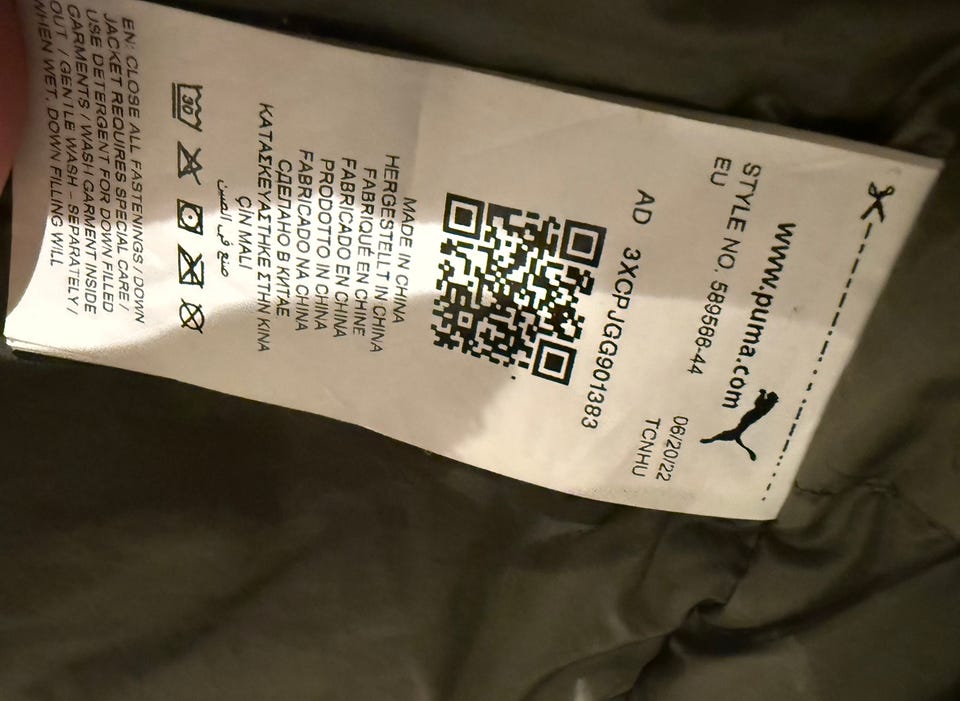 www.puma.com
STYLE NO. 589566-44 06/20/22
EU TCNHU
AD 3XCPJGG901383
MADE IN CHINA
HERGESTELLT IN CHINA
FABRIQUÉ EN CHINE
FABRICADO EN CHINA
PRODOTTO IN CHINA
FABRICADO NA CHINA
СДЕЛАНО В КИТАЕ
ΚΑΤΑΣΚΕΥΑΣΤΗΚΕ ΣΤΗΝ ΚΙΝΑ
ÇİN MALI
صنع في الصين
30
EN: CLOSE ALL FASTENINGS / DOWN
JACKET REQUIRES SPECIAL CARE /
USE DETERGENT FOR DOWN FILLED
GARMENTS / WASH GARMENT INSIDE
OUT / GENTLE WASH – SEPARATELY /
WHEN WET, DOWN FILLING WILL